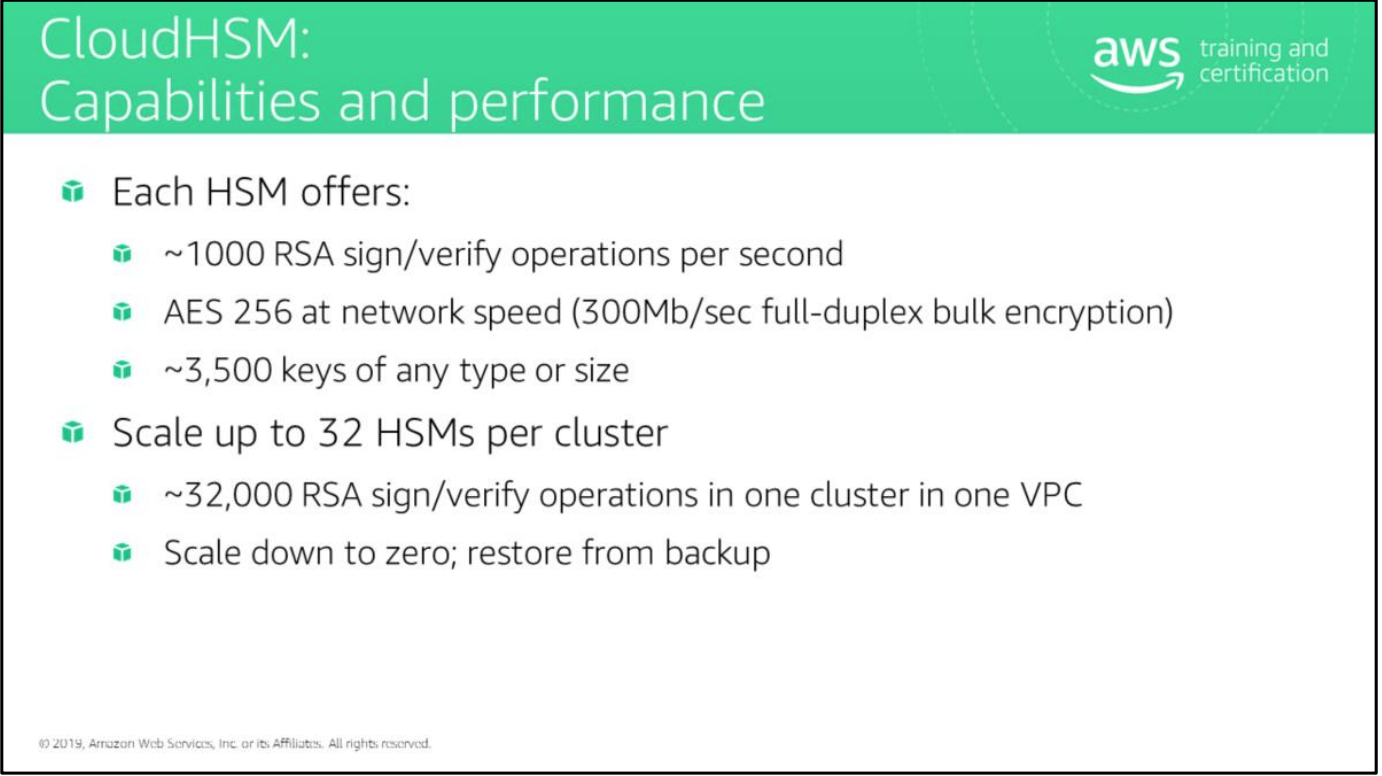 CloudHSM:
Capabilities and performance
aws training and
certification
Each HSM offers:
~1000 RSA sign/verify operations per second
AES 256 at network speed (300Mb/sec full-duplex bulk encryption)
~3,500 keys of any type or size
Scale up to 32 HSMs per cluster
~32,000 RSA sign/verify operations in one cluster in one VPC
Scale down to zero; restore from backup
© 2019, Amazon Web Services, Inc. or its Affiliates. All rights reserved.